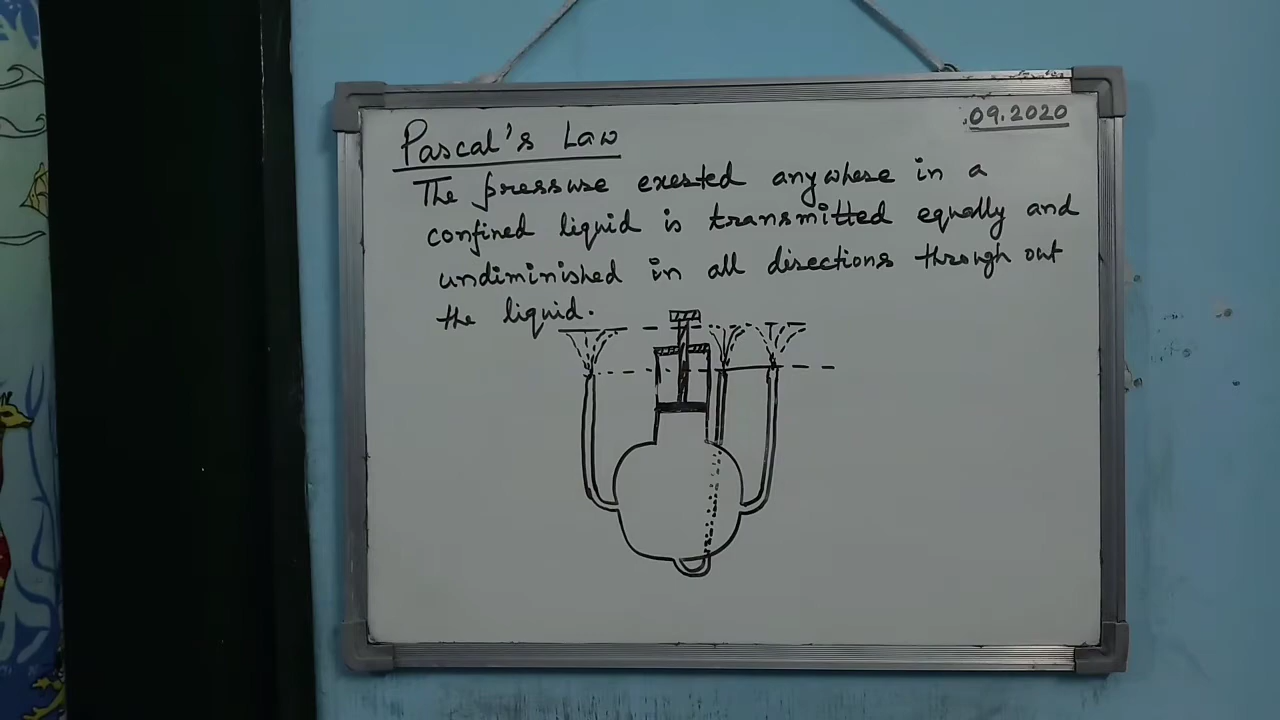 .09.2020
Pascal's Law
The pressure exerted anywhere in a
confined liquid is transmitted equally and
undiminished in all directions through out
the liquid.